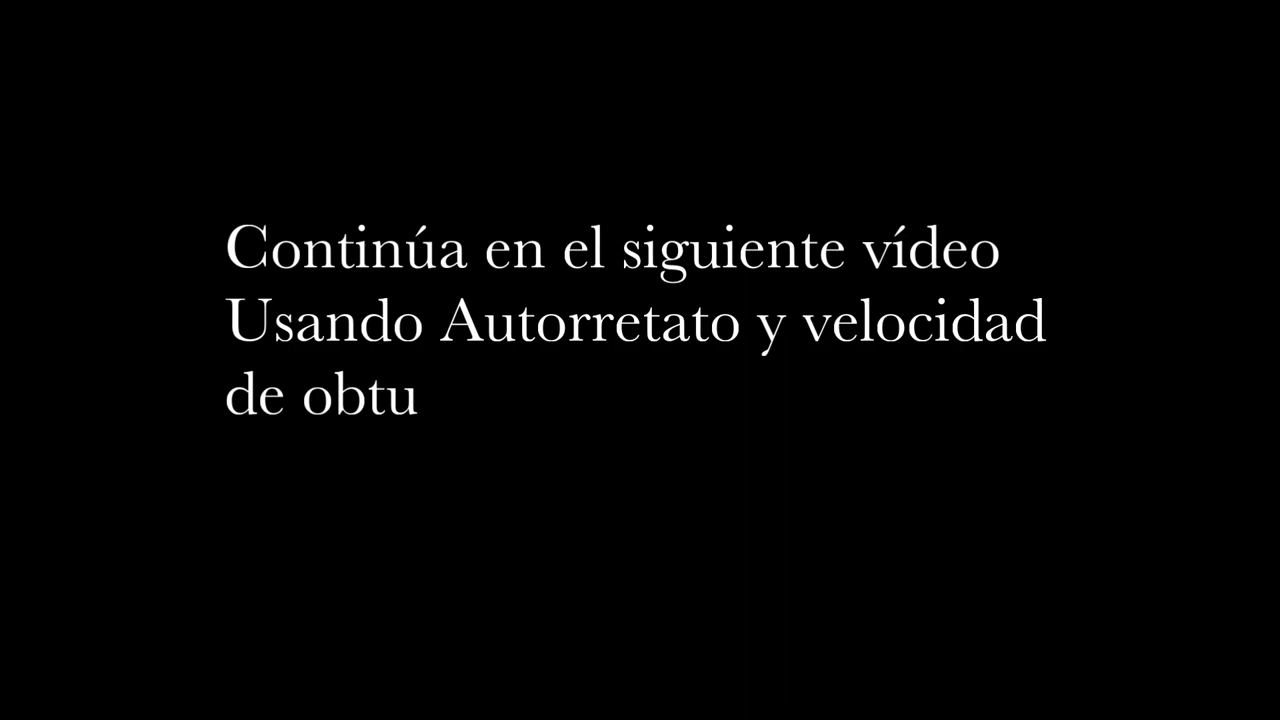 Continúa en el siguiente vídeo
Usando Autorretato y velocidad
de obtu